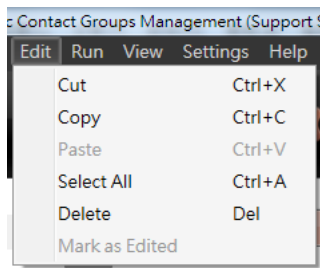 c Contact Groups Management (Support S
Edit Run View Settings Help
Cut Ctrl+X
Copy Ctrl+C
Paste Ctrl+V
Select All Ctrl+A
Delete Del
Mark as Edited